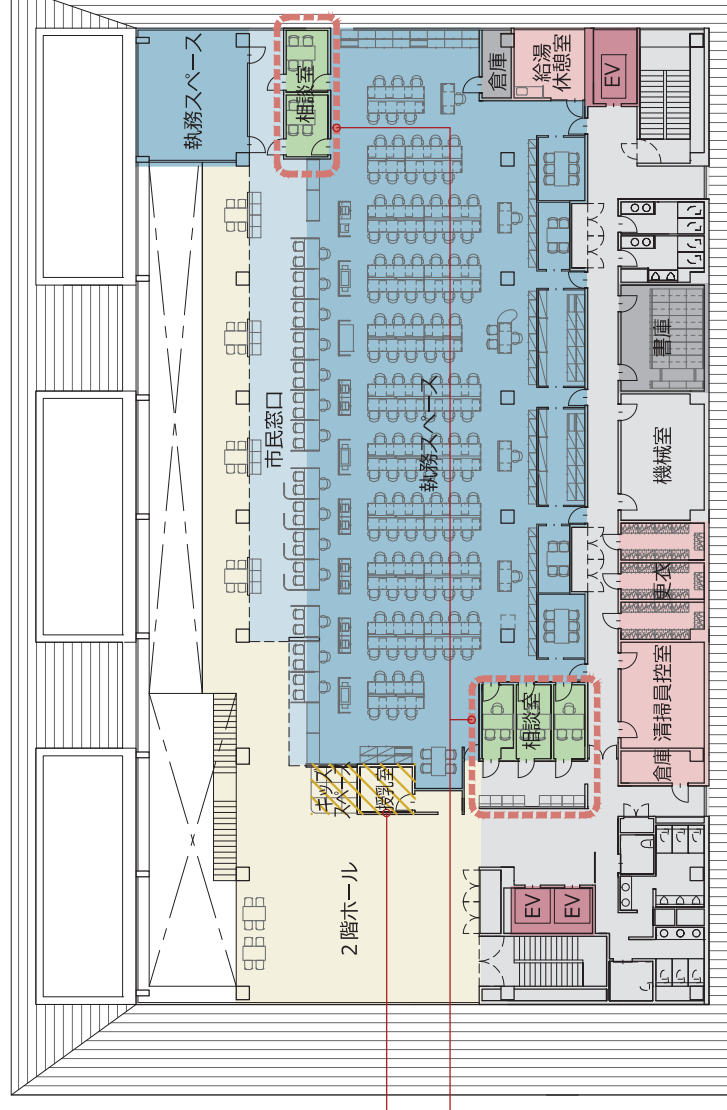 執務スペース
相談室
倉庫
給湯
休憩室
EV
市民窓口
執務スペース
書庫
機械室
更衣
清掃員控室
倉庫
相談室
キッズ
スペース
授乳室
2階ホール
EV
EV